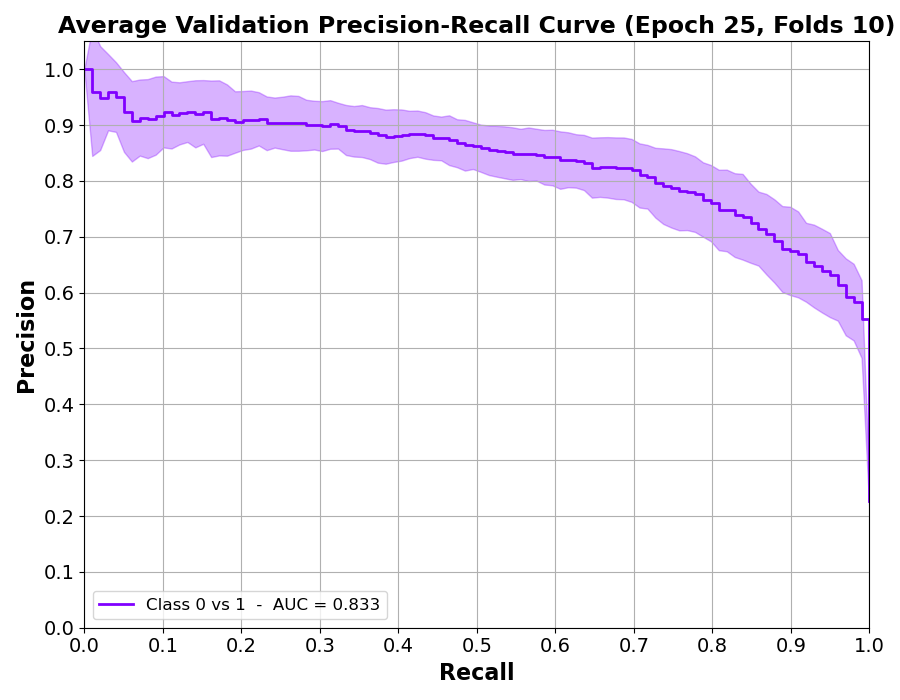 Average Validation Precision-Recall Curve (Epoch 25, Folds 10)
1.0
0.9
0.8
0.7
0.6
0.5
0.4
0.3
0.2
0.1
0.0
Precision
Class 0 vs 1 - AUC = 0.833
0.0 0.1 0.2 0.3 0.4 0.5 0.6 0.7 0.8 0.9 1.0
Recall